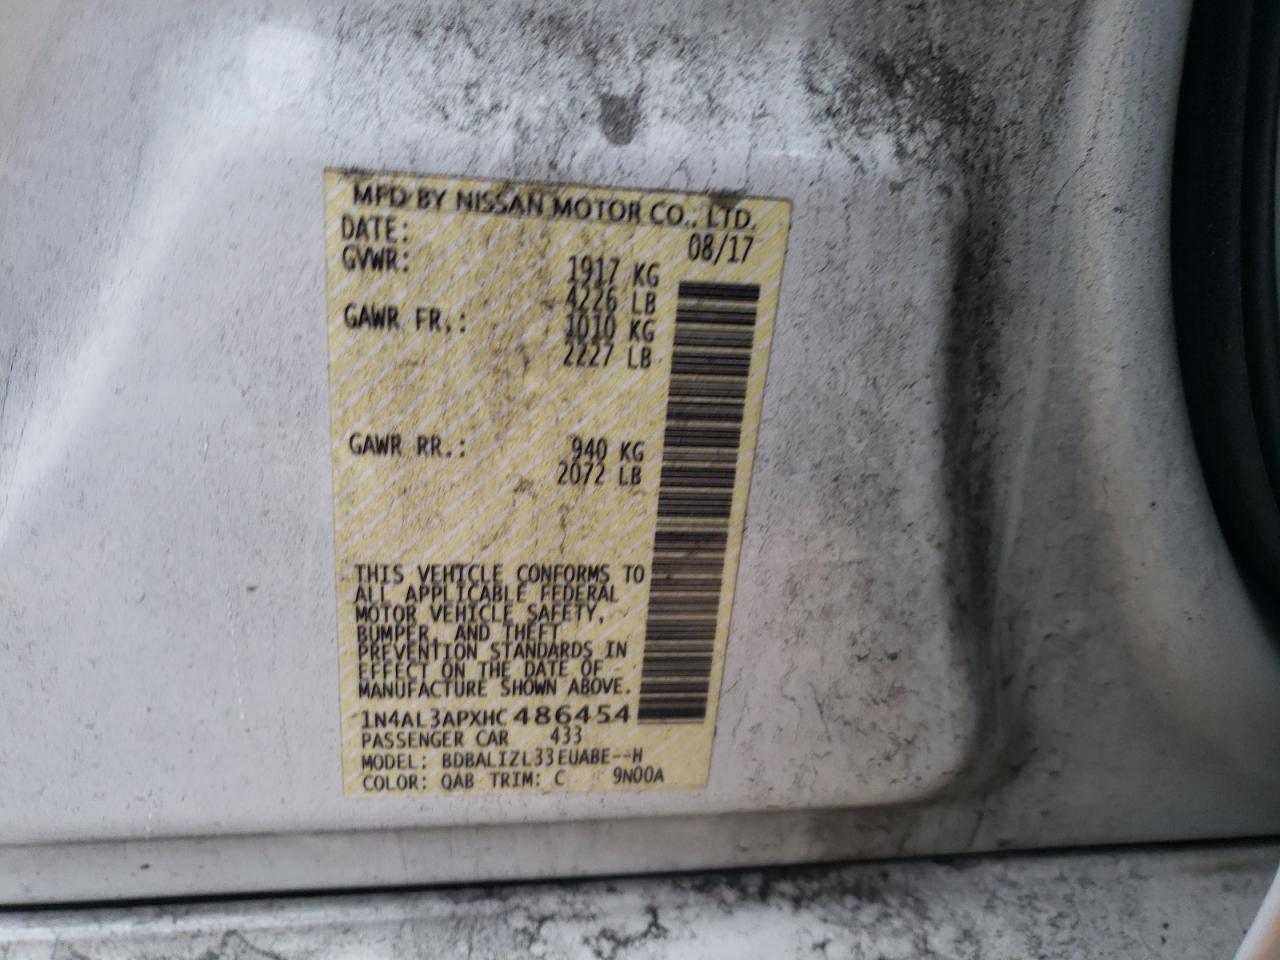 MFD BY NISSAN MOTOR CO., LTD.
DATE: 08/17
GVWR: 1917 KG
4226 LB
GAWR FR.: 1010 KG
2227 LB
GAWR RR.: 940 KG
2072 LB
THIS VEHICLE CONFORMS TO
ALL APPLICABLE FEDERAL
MOTOR VEHICLE SAFETY,
BUMPER, AND THEFT
PREVENTION STANDARDS IN
EFFECT ON THE DATE OF
MANUFACTURE SHOWN ABOVE.
1N4AL3APXHC486454
PASSENGER CAR 433
MODEL: BDBALIZL33EUABE--H
COLOR: QAB TRIM: C 9N00A